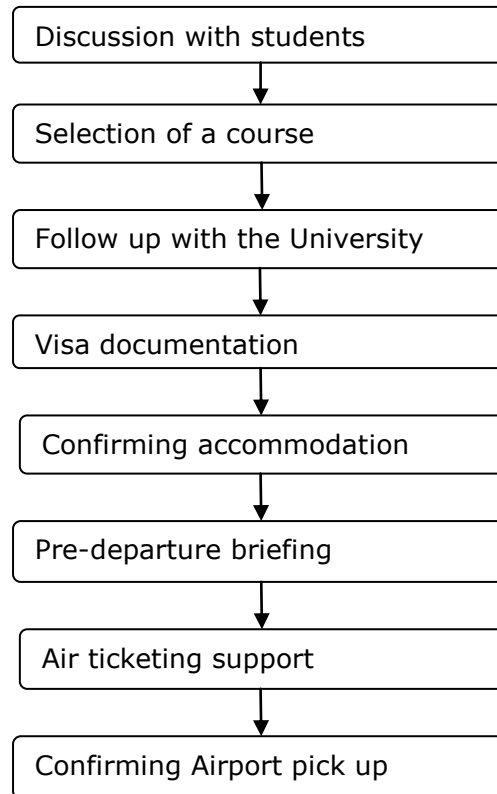 Discussion with students
Selection of a course
Follow up with the University
Visa documentation
Confirming accommodation
Pre-departure briefing
Air ticketing support
Confirming Airport pick up